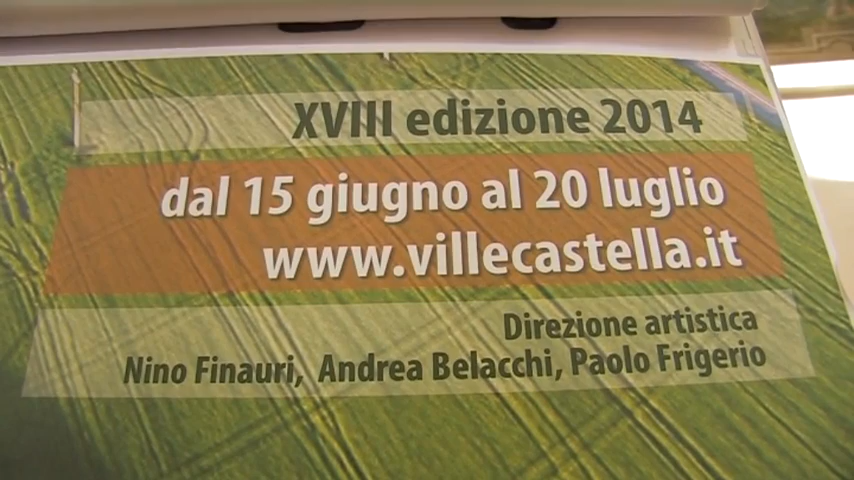 XVIII edizione 2014
dal 15 giugno al 20 luglio
www.villecastella.it
Direzione artistica
Nino Finauri, Andrea Belacchi, Paolo Frigerio